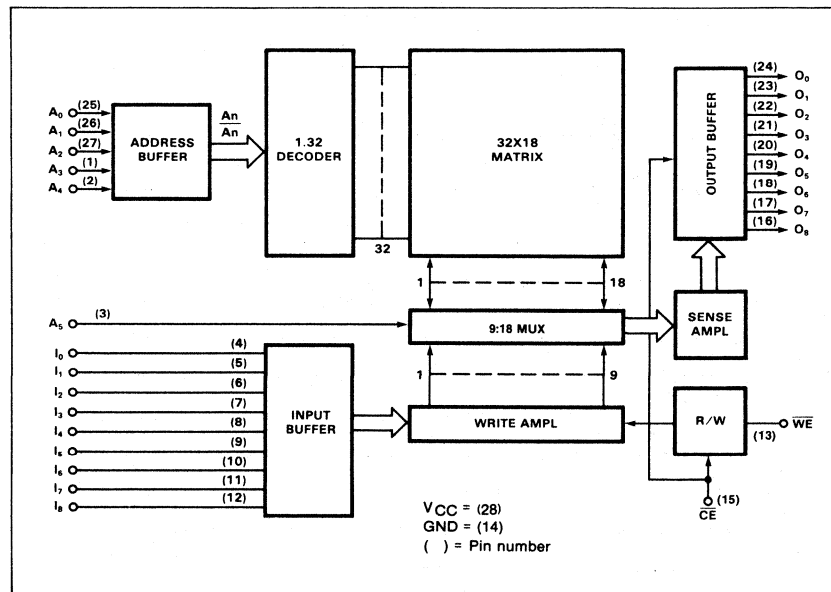 A₀ (25)
A₁ (26)
A₂ (27)
A₃ (1)
A₄ (2)
ADDRESS
BUFFER
An
A̅n̅
1.32
DECODER
32
32X18
MATRIX
OUTPUT BUFFER
(24) O₀
(23) O₁
(22) O₂
(21) O₃
(20) O₄
(19) O₅
(18) O₆
(17) O₇
(16) O₈
1 18
A₅ (3)
9:18 MUX
SENSE
AMPL
1 9
I₀ (4)
I₁ (5)
I₂ (6)
I₃ (7)
I₄ (8)
I₅ (9)
I₆ (10)
I₇ (11)
I₈ (12)
INPUT
BUFFER
WRITE AMPL
R/W
(13) W̅E̅
(15)
C̅E̅
VCC = (28)
GND = (14)
( ) = Pin number